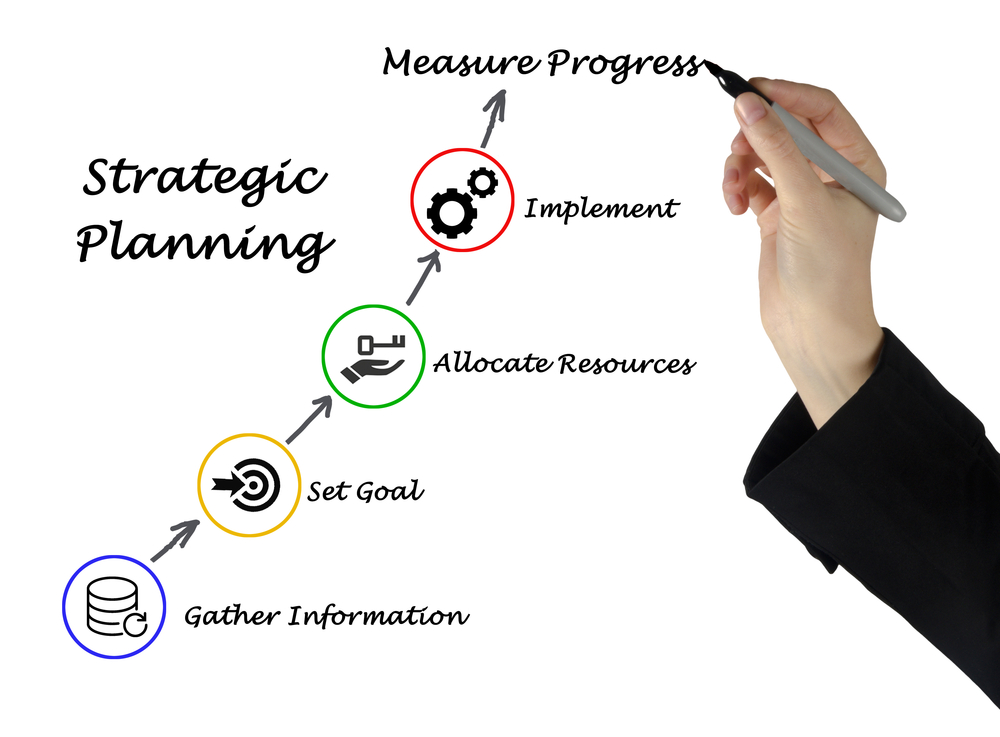 Measure Progress
Strategic
Planning
Implement
Allocate Resources
Set Goal
Gather Information